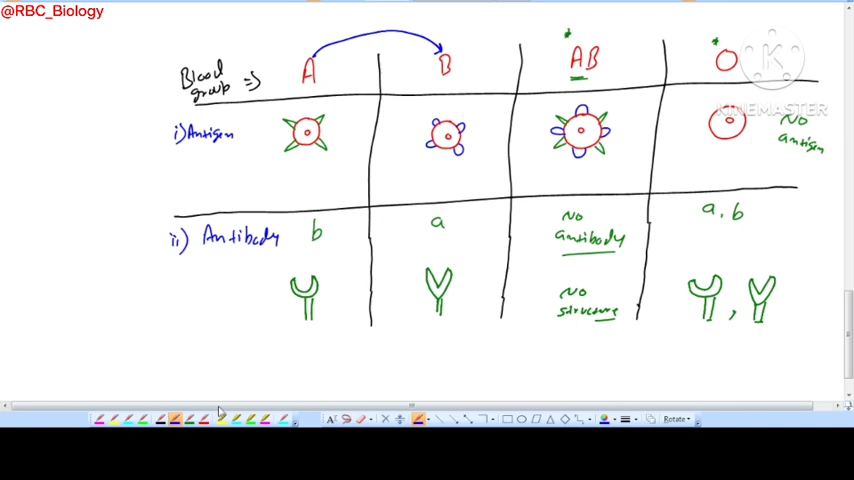 @RBC_Biology
Blood group ⇒ A B AB O
K
KINEMASTER
i) Antigen
No antigen
ii) Antibody b a No antibody a, b
No structure
,
Rotate